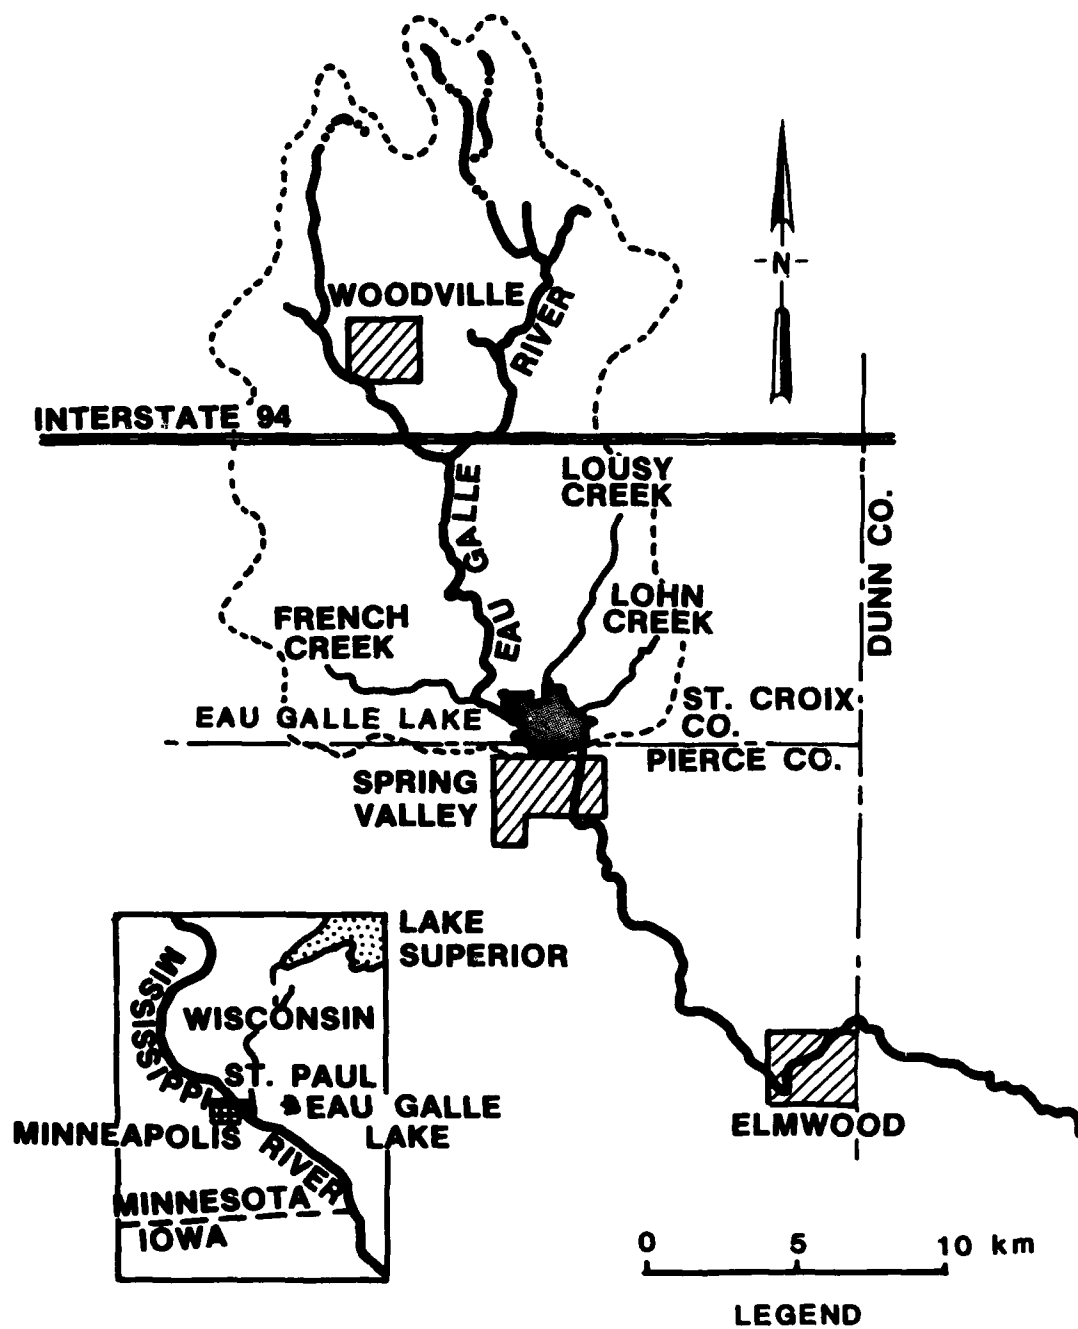 N
WOODVILLE
RIVER
INTERSTATE 94
GALLE
LOUSY
CREEK
DUNN CO.
LOHN
CREEK
EAU
FRENCH
CREEK
ST. CROIX
CO.
EAU GALLE LAKE
PIERCE CO.
SPRING
VALLEY
LAKE
SUPERIOR
MISSISSIPPI
WISCONSIN
ST. PAUL
EAU GALLE
LAKE
MINNEAPOLIS
RIVER
ELMWOOD
MINNESOTA
IOWA
0 5 10 km
LEGEND